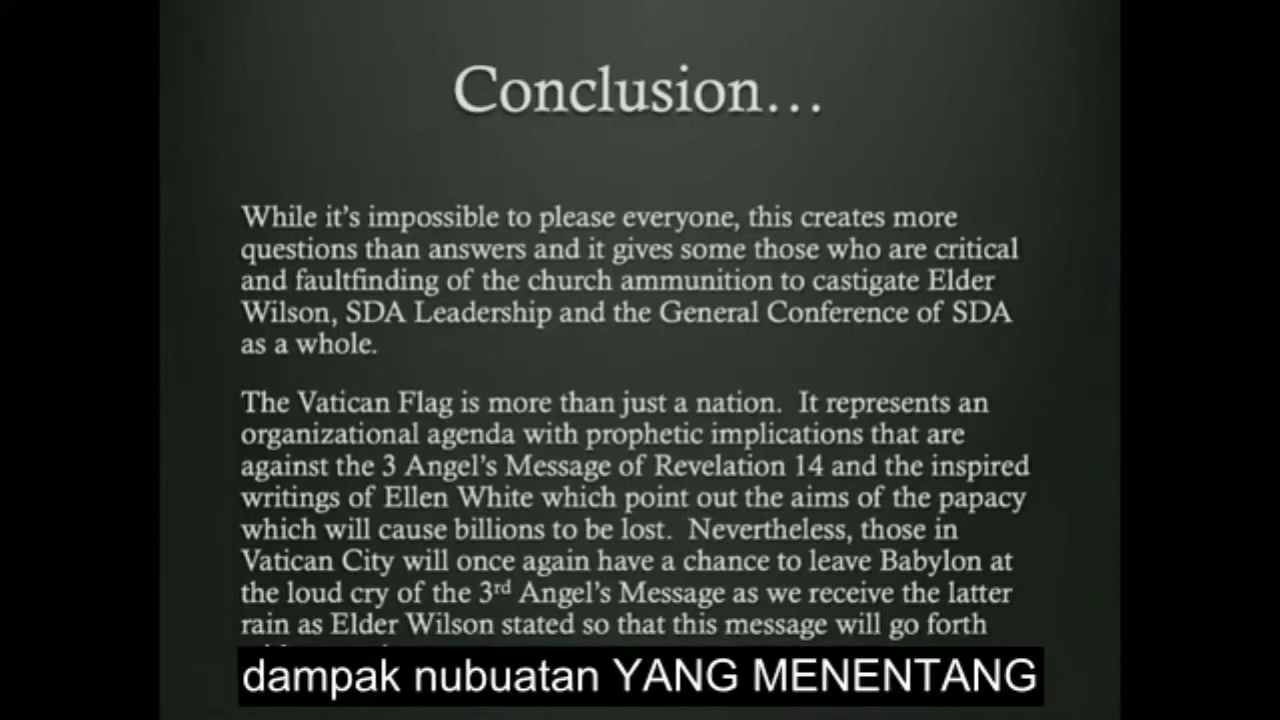 Conclusion…
While it's impossible to please everyone, this creates more
questions than answers and it gives some those who are critical
and faultfinding of the church ammunition to castigate Elder
Wilson, SDA Leadership and the General Conference of SDA
as a whole.
The Vatican Flag is more than just a nation.  It represents an
organizational agenda with prophetic implications that are
against the 3 Angel's Message of Revelation 14 and the inspired
writings of Ellen White which point out the aims of the papacy
which will cause billions to be lost.  Nevertheless, those in
Vatican City will once again have a chance to leave Babylon at
the loud cry of the 3rd Angel's Message as we receive the latter
rain as Elder Wilson stated so that this message will go forth
dampak nubuatan YANG MENENTANG